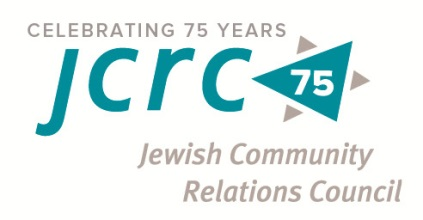 CELEBRATING 75 YEARS
jcrc 75
Jewish Community
Relations Council